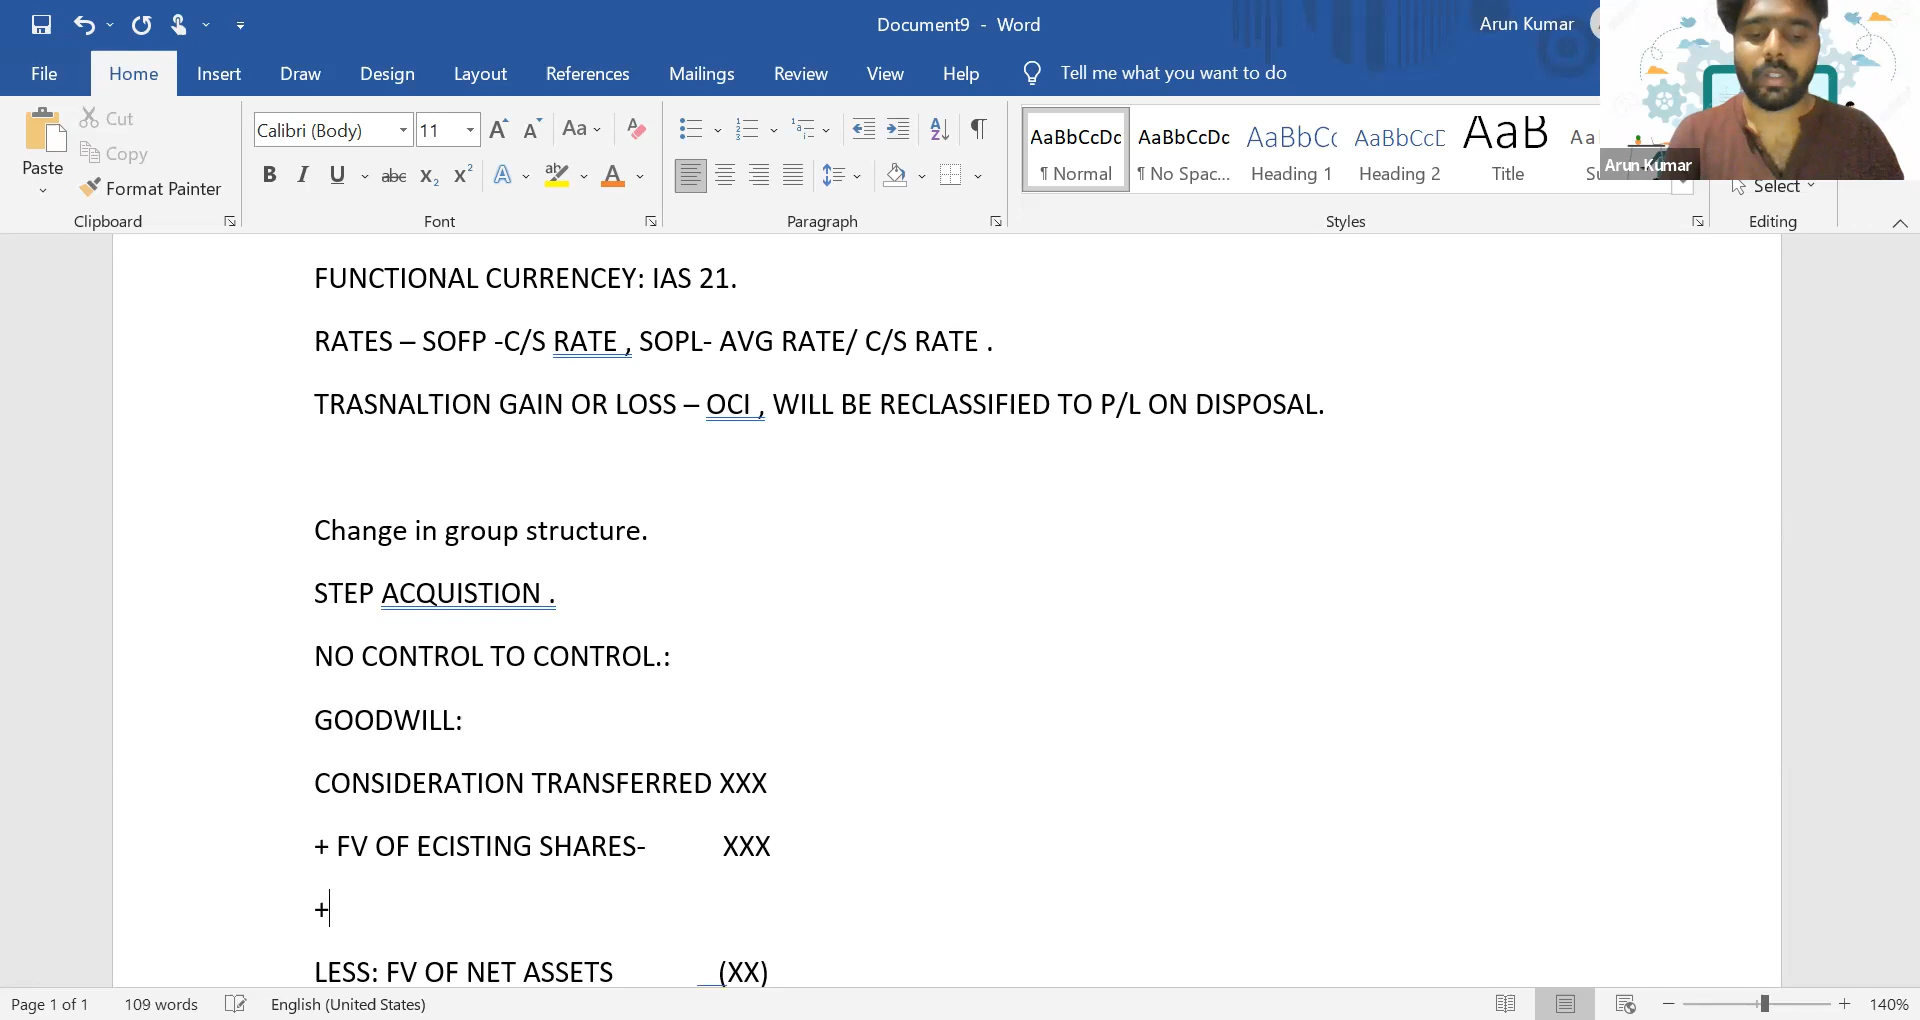 Document9 - Word
Arun Kumar
File Home Insert Draw Design Layout References Mailings Review View Help Tell me what you want to do
Cut
Copy
Paste
Format Painter
Clipboard
Calibri (Body) 11
Font
Paragraph
AaBbCcDc AaBbCcDc AaBbCc AaBbCcD AaB Aa
¶ Normal ¶ No Spac... Heading 1 Heading 2 Title Su
Styles
Arun Kumar
Select
Editing
FUNCTIONAL CURRENCEY: IAS 21.
RATES – SOFP -C/S RATE , SOPL- AVG RATE/ C/S RATE .
TRASNALTION GAIN OR LOSS – OCI , WILL BE RECLASSIFIED TO P/L ON DISPOSAL.
Change in group structure.
STEP ACQUISTION .
NO CONTROL TO CONTROL.:
GOODWILL:
CONSIDERATION TRANSFERRED XXX
+ FV OF ECISTING SHARES- XXX
+
LESS: FV OF NET ASSETS __(XX)
Page 1 of 1 109 words English (United States) 140%